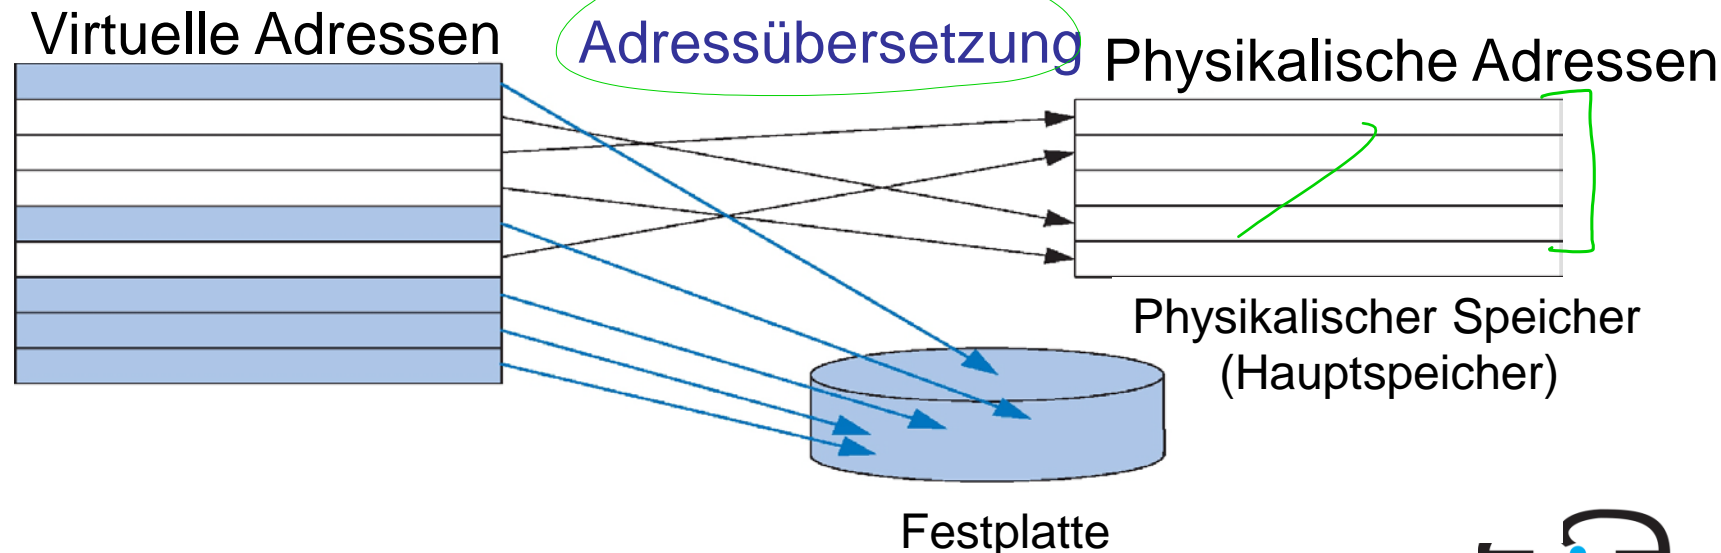 Virtuelle Adressen
Adressübersetzung
Physikalische Adressen
Physikalischer Speicher
(Hauptspeicher)
Festplatte